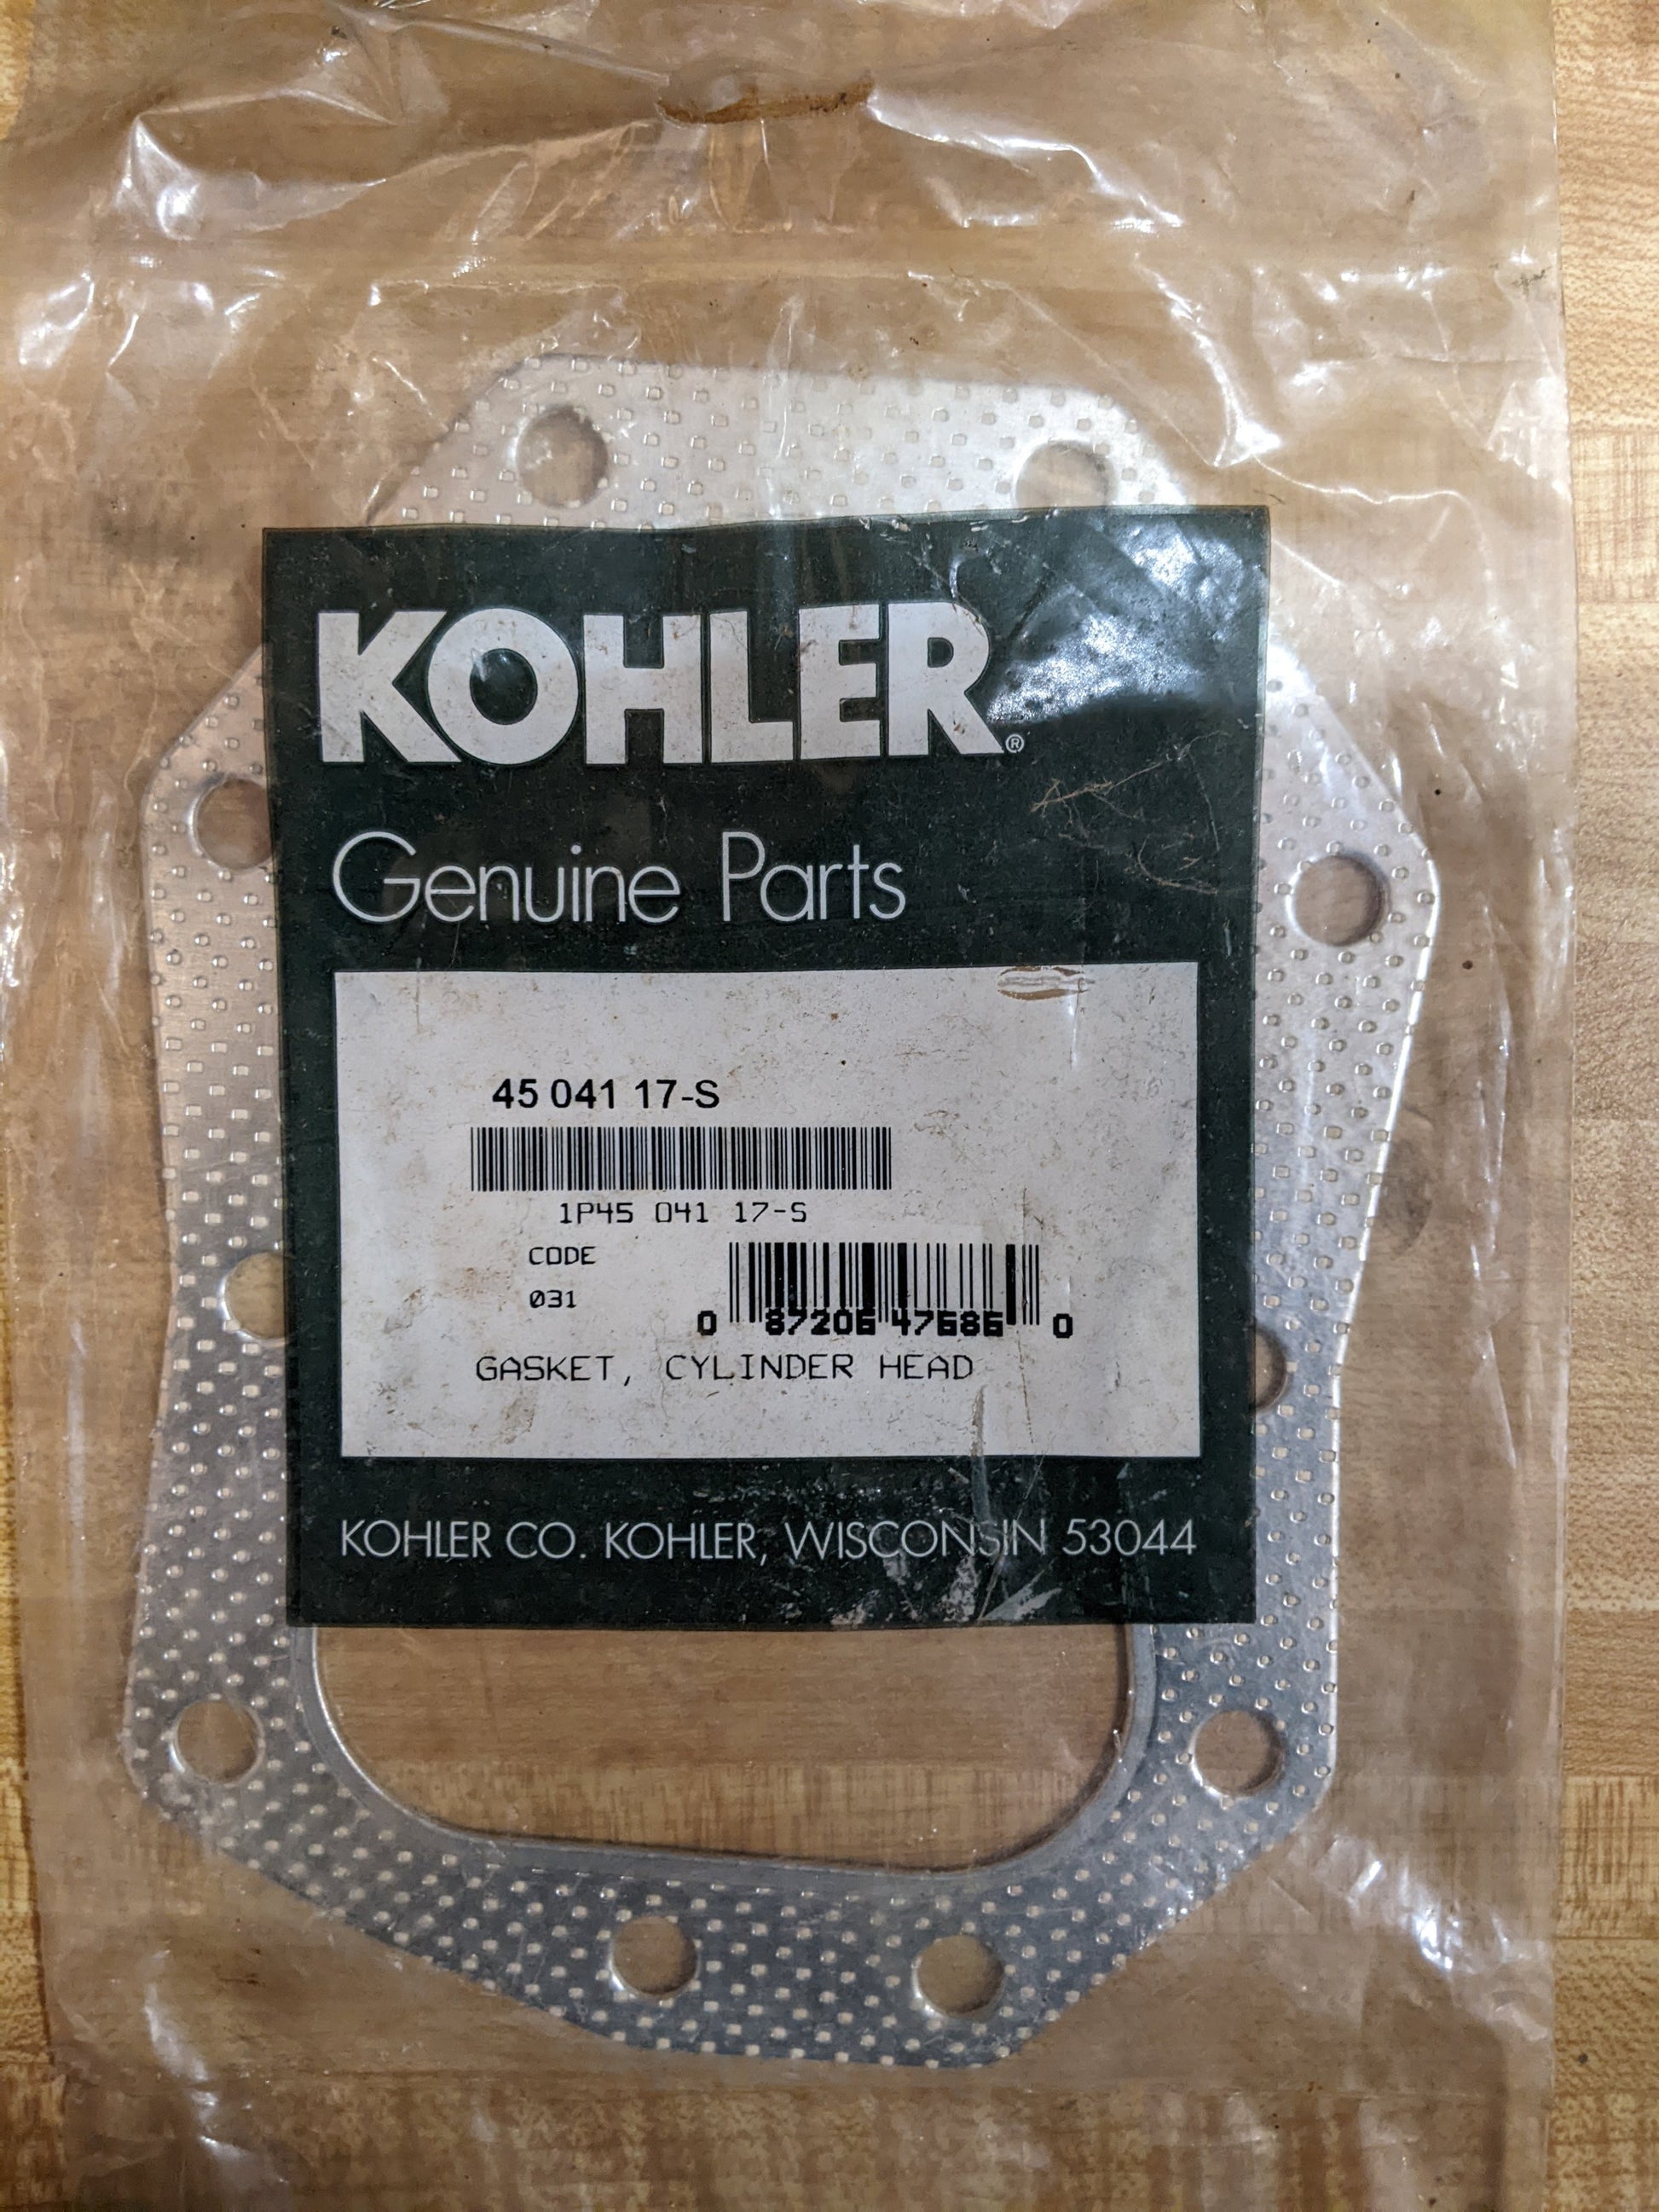 KOHLER®
Genuine Parts
45 041 17-S
1P45 041 17-S
CODE
031
0 87206 47686 0
GASKET, CYLINDER HEAD
KOHLER CO. KOHLER, WISCONSIN 53044